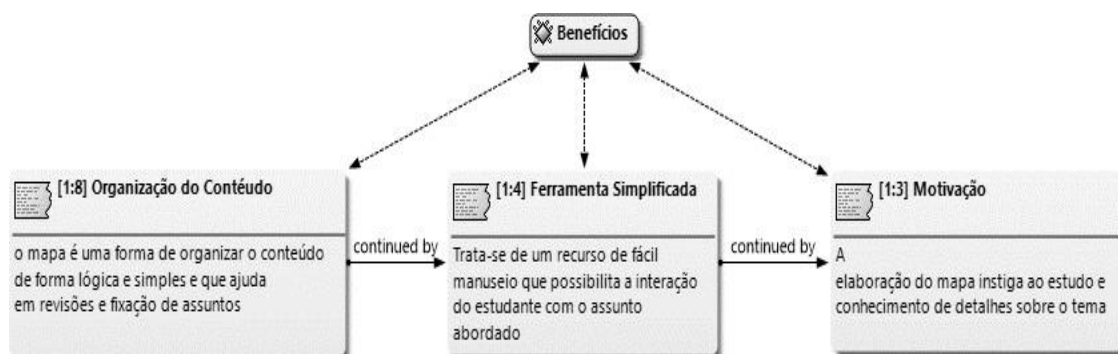 Benefícios
[1:8] Organização do Contéudo
o mapa é uma forma de organizar o conteúdo
de forma lógica e simples e que ajuda
em revisões e fixação de assuntos
continued by
[1:4] Ferramenta Simplificada
Trata-se de um recurso de fácil
manuseio que possibilita a interação
do estudante com o assunto
abordado
continued by
[1:3] Motivação
A
elaboração do mapa instiga ao estudo e
conhecimento de detalhes sobre o tema